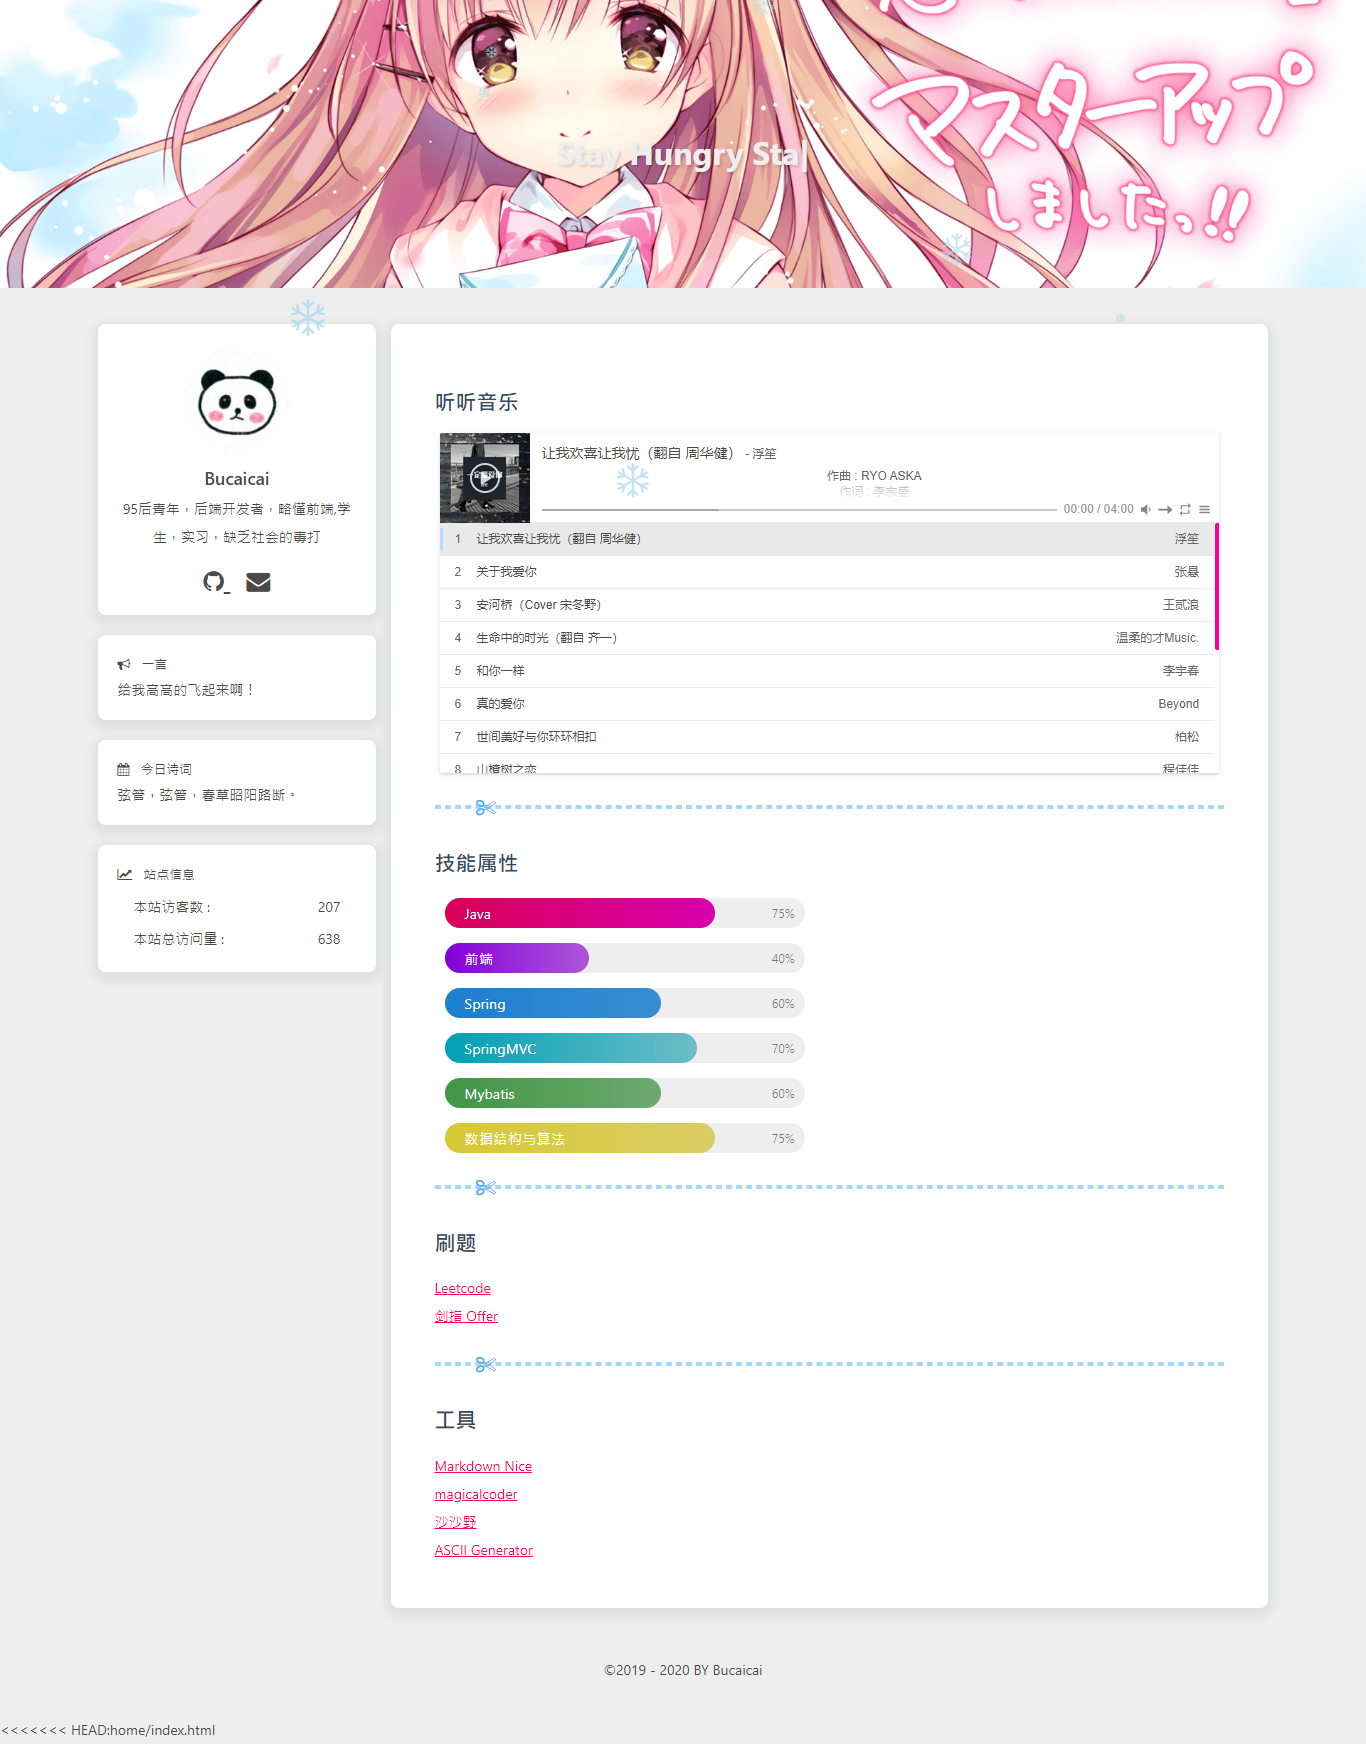 マスターアップ
しましたっ!!
Stay Hungry Sta|
Bucaicai
95后青年，后端开发者，略懂前端,学
生，实习，缺乏社会的毒打
一言
给我高高的飞起来啊！
今日诗词
弦管，弦管，春草昭阳路断。
站点信息
本站访客数 : 207
本站总访问量 : 638
听听音乐
让我欢喜让我忧（翻自 周华健） - 浮笙
作曲 : RYO ASKA
作词 : 李宗盛
00:00 / 04:00
1 让我欢喜让我忧（翻自 周华健） 浮笙
2 关于我爱你 张悬
3 安河桥（Cover 宋冬野） 王贰浪
4 生命中的时光（翻自 齐一） 温柔的才Music.
5 和你一样 李宇春
6 真的爱你 Beyond
7 世间美好与你环环相扣 柏松
8 山楂树之恋 程佳佳
技能属性
Java 75%
前端 40%
Spring 60%
SpringMVC 70%
Mybatis 60%
数据结构与算法 75%
刷题
Leetcode
剑指 Offer
工具
Markdown Nice
magicalcoder
沙沙野
ASCII Generator
©2019 - 2020 BY Bucaicai
<<<<<<< HEAD:home/index.html